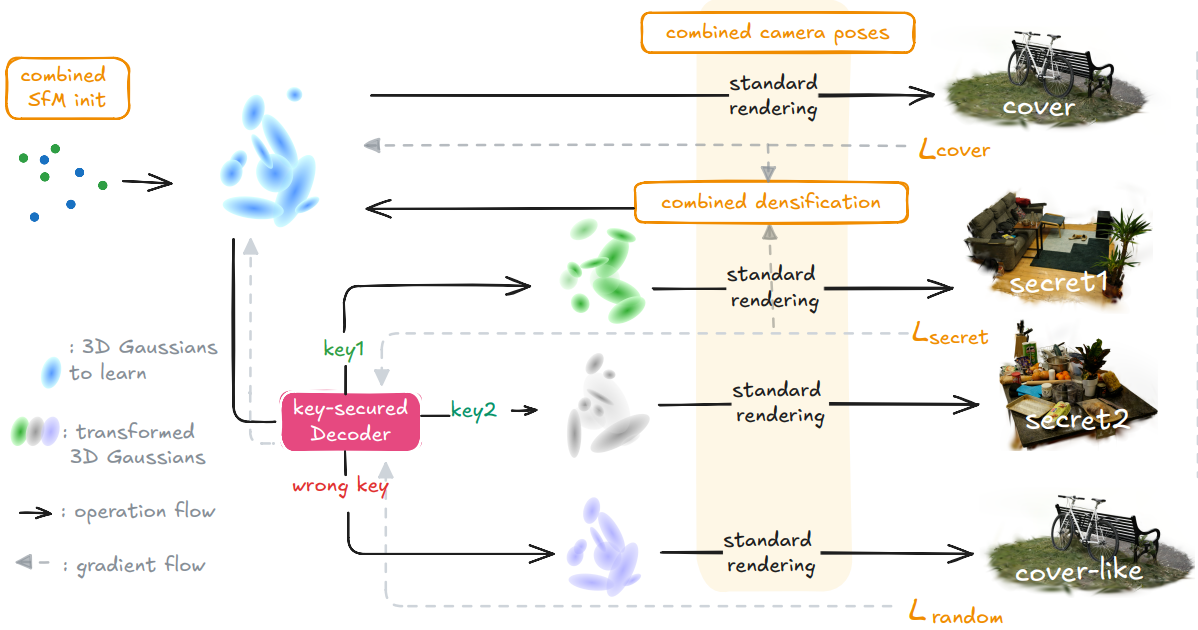 combined camera poses
combined
SfM init
standard
rendering
cover
Lcover
combined densification
standard
rendering
secret1
Lsecret
key1
: 3D Gaussians
to learn
key-secured
Decoder
key2
standard
rendering
secret2
: transformed
3D Gaussians
wrong key
: operation flow
standard
rendering
cover-like
: gradient flow
Lrandom